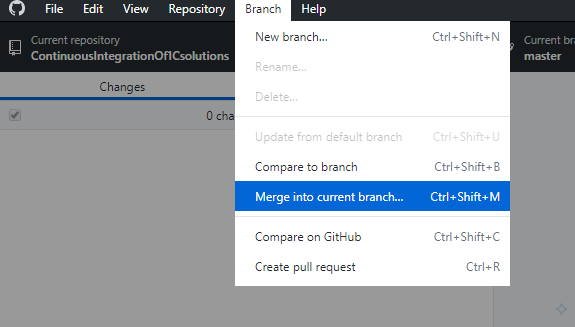 File Edit View Repository Branch Help
Current repository
ContinuousIntegrationOfICsolutions
Current bra
master
Changes
0 cha
New branch... Ctrl+Shift+N
Rename...
Delete...
Update from default branch Ctrl+Shift+U
Compare to branch Ctrl+Shift+B
Merge into current branch... Ctrl+Shift+M
Compare on GitHub Ctrl+Shift+C
Create pull request Ctrl+R